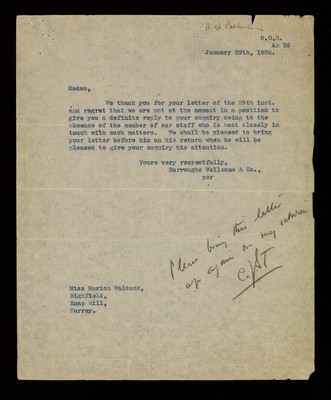 M.O.H.
Az 26
January 29th, 1906.
Madam,
We thank you for your letter of the 25th inst.
and regret that we are not at the moment in a position to
give you a definite reply to your enquiry owing to the
absence of the member of our staff who is most closely in
touch with such matters. We shall be pleased to bring
your letter before him on his return when he will be
pleased to give your enquiry his attention.
Yours very respectfully,
Burroughs Wellcome & Co.,
per
Please bring this letter
up again on my return
Miss Marion Walduck,
Highfield,
Knap Hill,
Surrey.